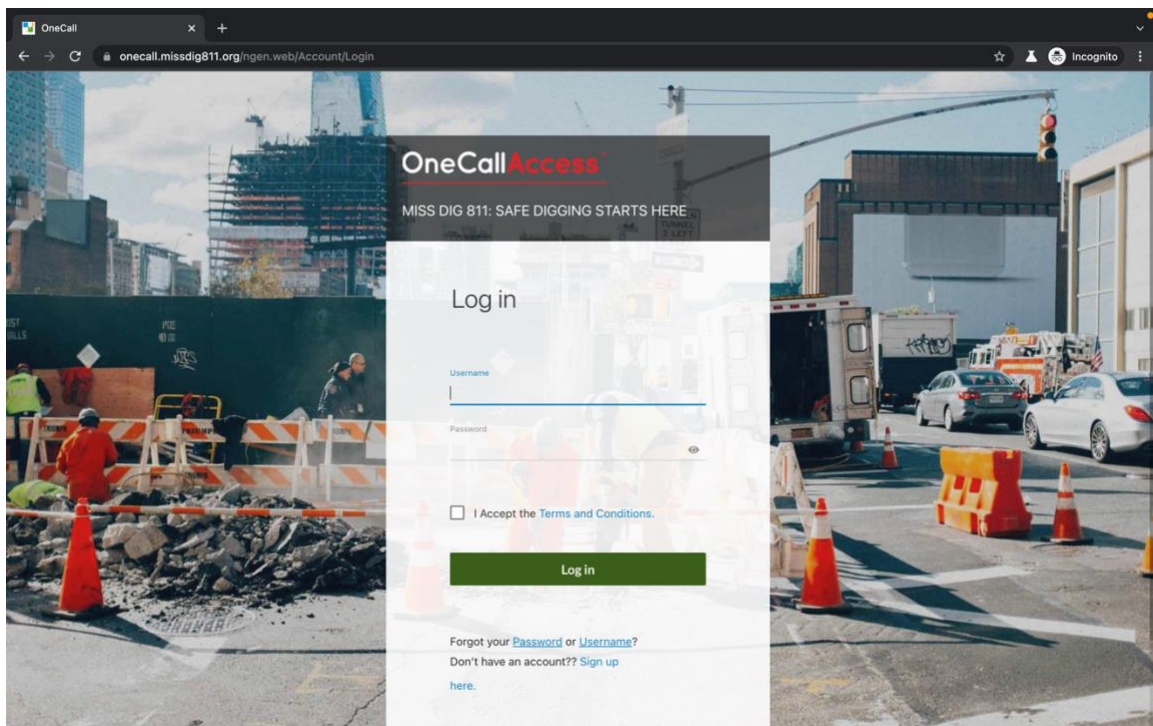 OneCall
onecall.missdig811.org/ngen.web/Account/Login
Incognito
OneCallAccess
MISS DIG 811: SAFE DIGGING STARTS HERE
TUNNEL
Log in
Username
Password
I Accept the Terms and Conditions.
Log in
Forgot your Password or Username?
Don't have an account?? Sign up
here.